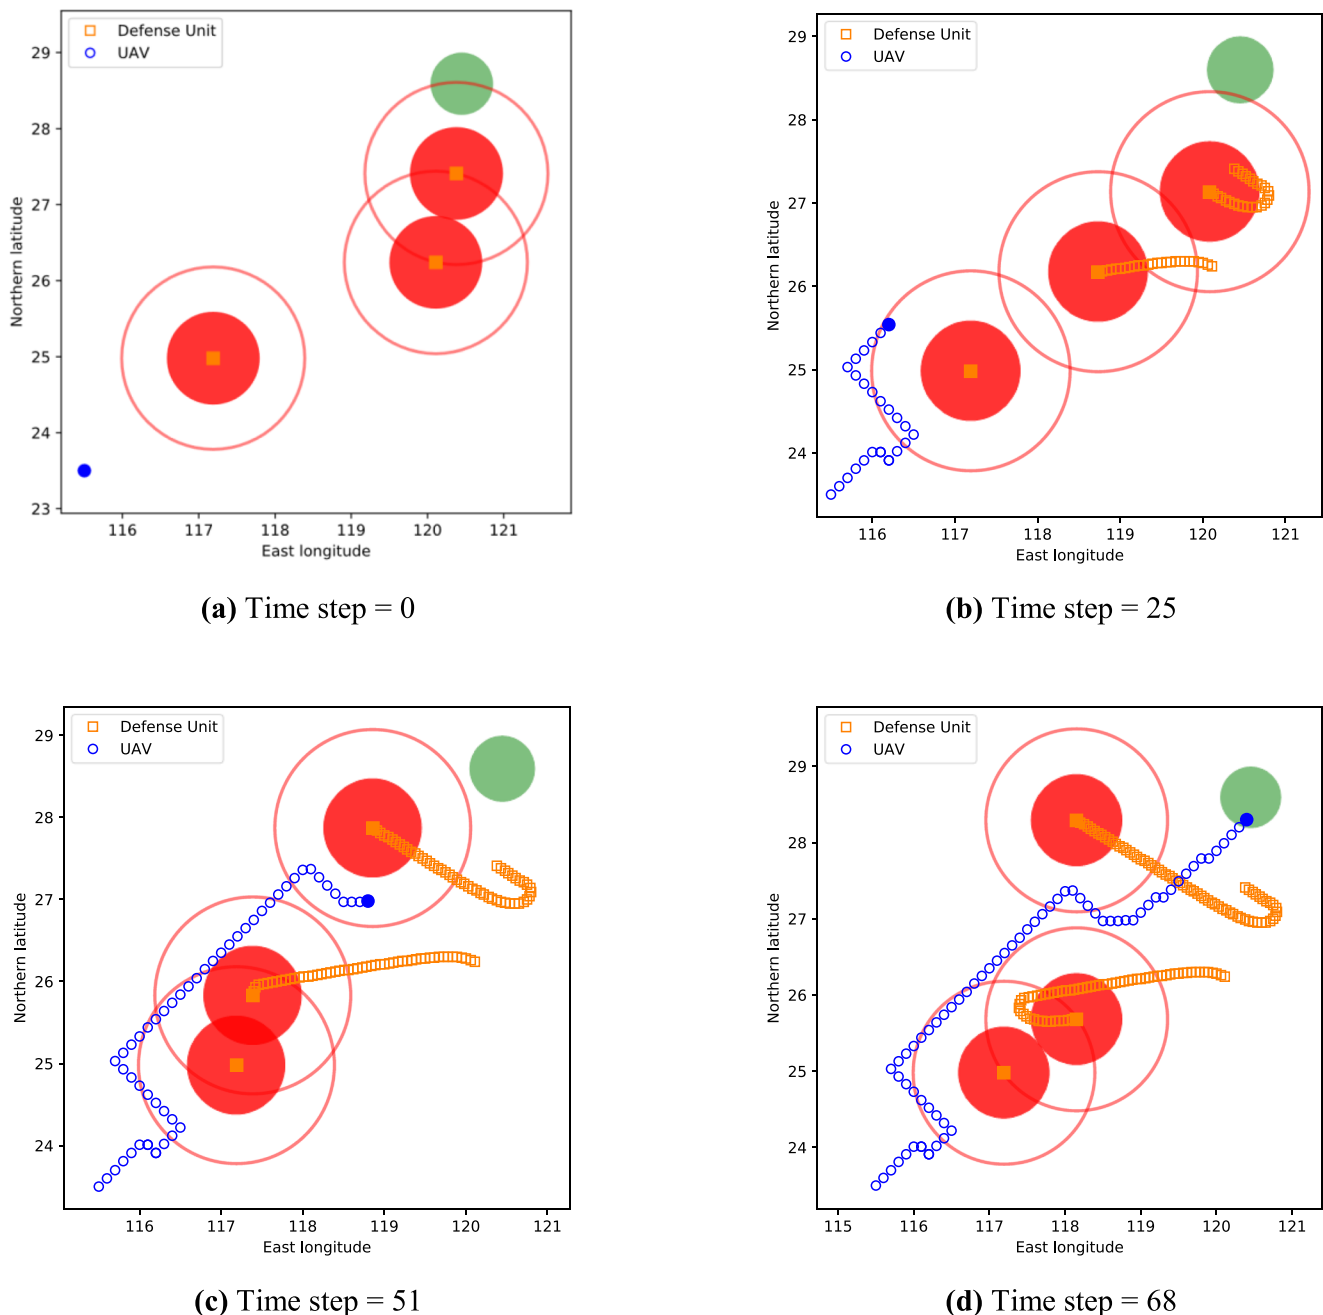 Defense Unit
UAV
29
28
27
26
25
24
23
Northern latitude
116 117 118 119 120 121
East longitude
(a) Time step = 0
Defense Unit
UAV
29
28
27
26
25
24
Northern latitude
116 117 118 119 120 121
East longitude
(b) Time step = 25
Defense Unit
UAV
29
28
27
26
25
24
Northern latitude
116 117 118 119 120 121
East longitude
(c) Time step = 51
Defense Unit
UAV
29
28
27
26
25
24
Northern latitude
115 116 117 118 119 120 121
East longitude
(d) Time step = 68